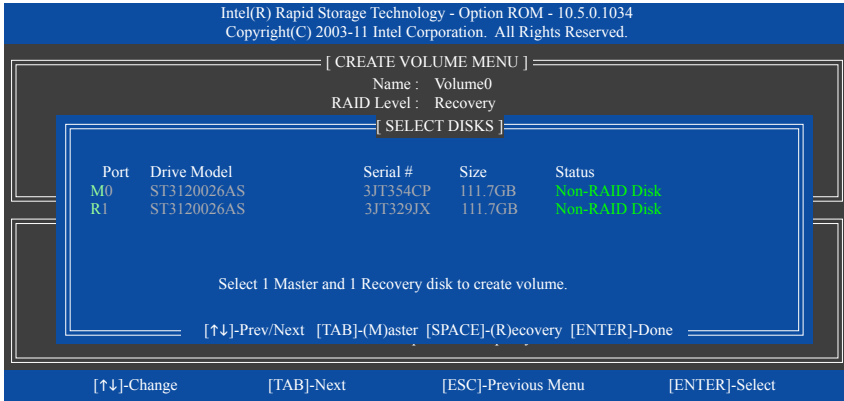 Intel(R) Rapid Storage Technology - Option ROM - 10.5.0.1034
Copyright(C) 2003-11 Intel Corporation. All Rights Reserved.
[ CREATE VOLUME MENU ]
Name : Volume0
RAID Level : Recovery
[ SELECT DISKS ]
Port Drive Model Serial # Size Status
M0 ST3120026AS 3JT354CP 111.7GB Non-RAID Disk
R1 ST3120026AS 3JT329JX 111.7GB Non-RAID Disk
Select 1 Master and 1 Recovery disk to create volume.
[↑↓]-Prev/Next [TAB]-(M)aster [SPACE]-(R)ecovery [ENTER]-Done
[↑↓]-Change [TAB]-Next [ESC]-Previous Menu [ENTER]-Select